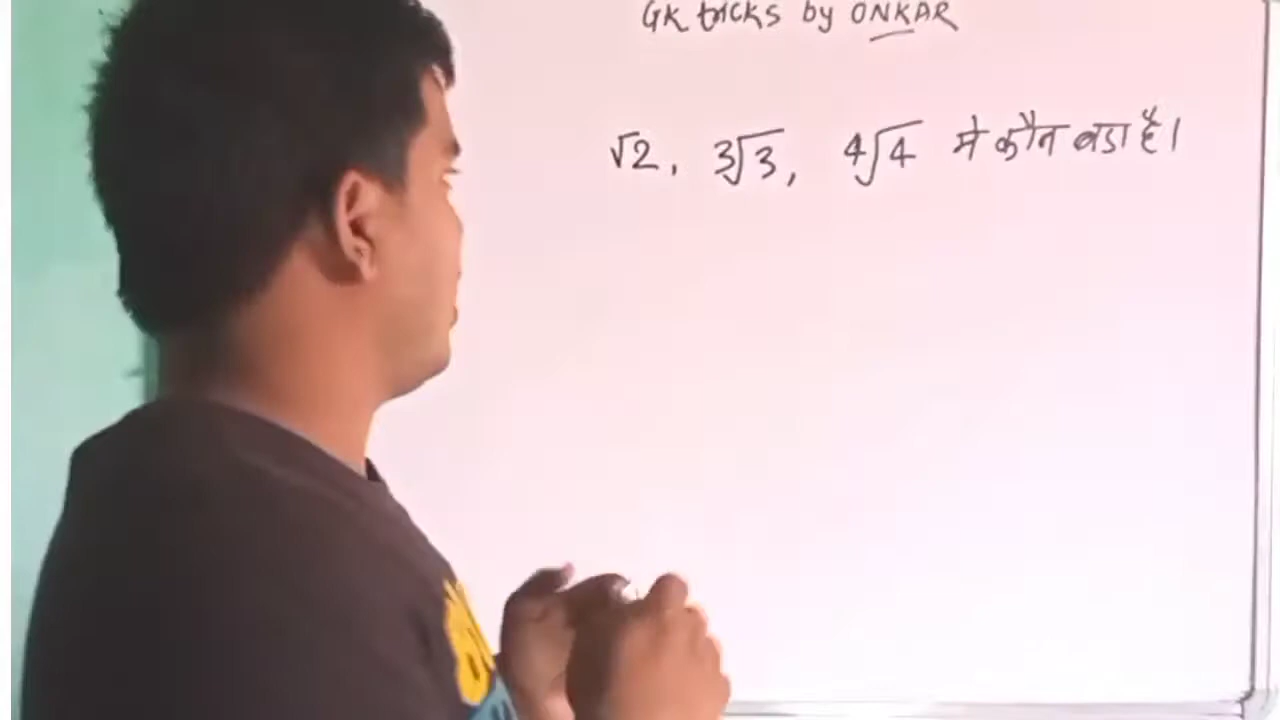 GK tricks by ONKAR
√2, 3√3, 4√4 मे कौन बडा है।